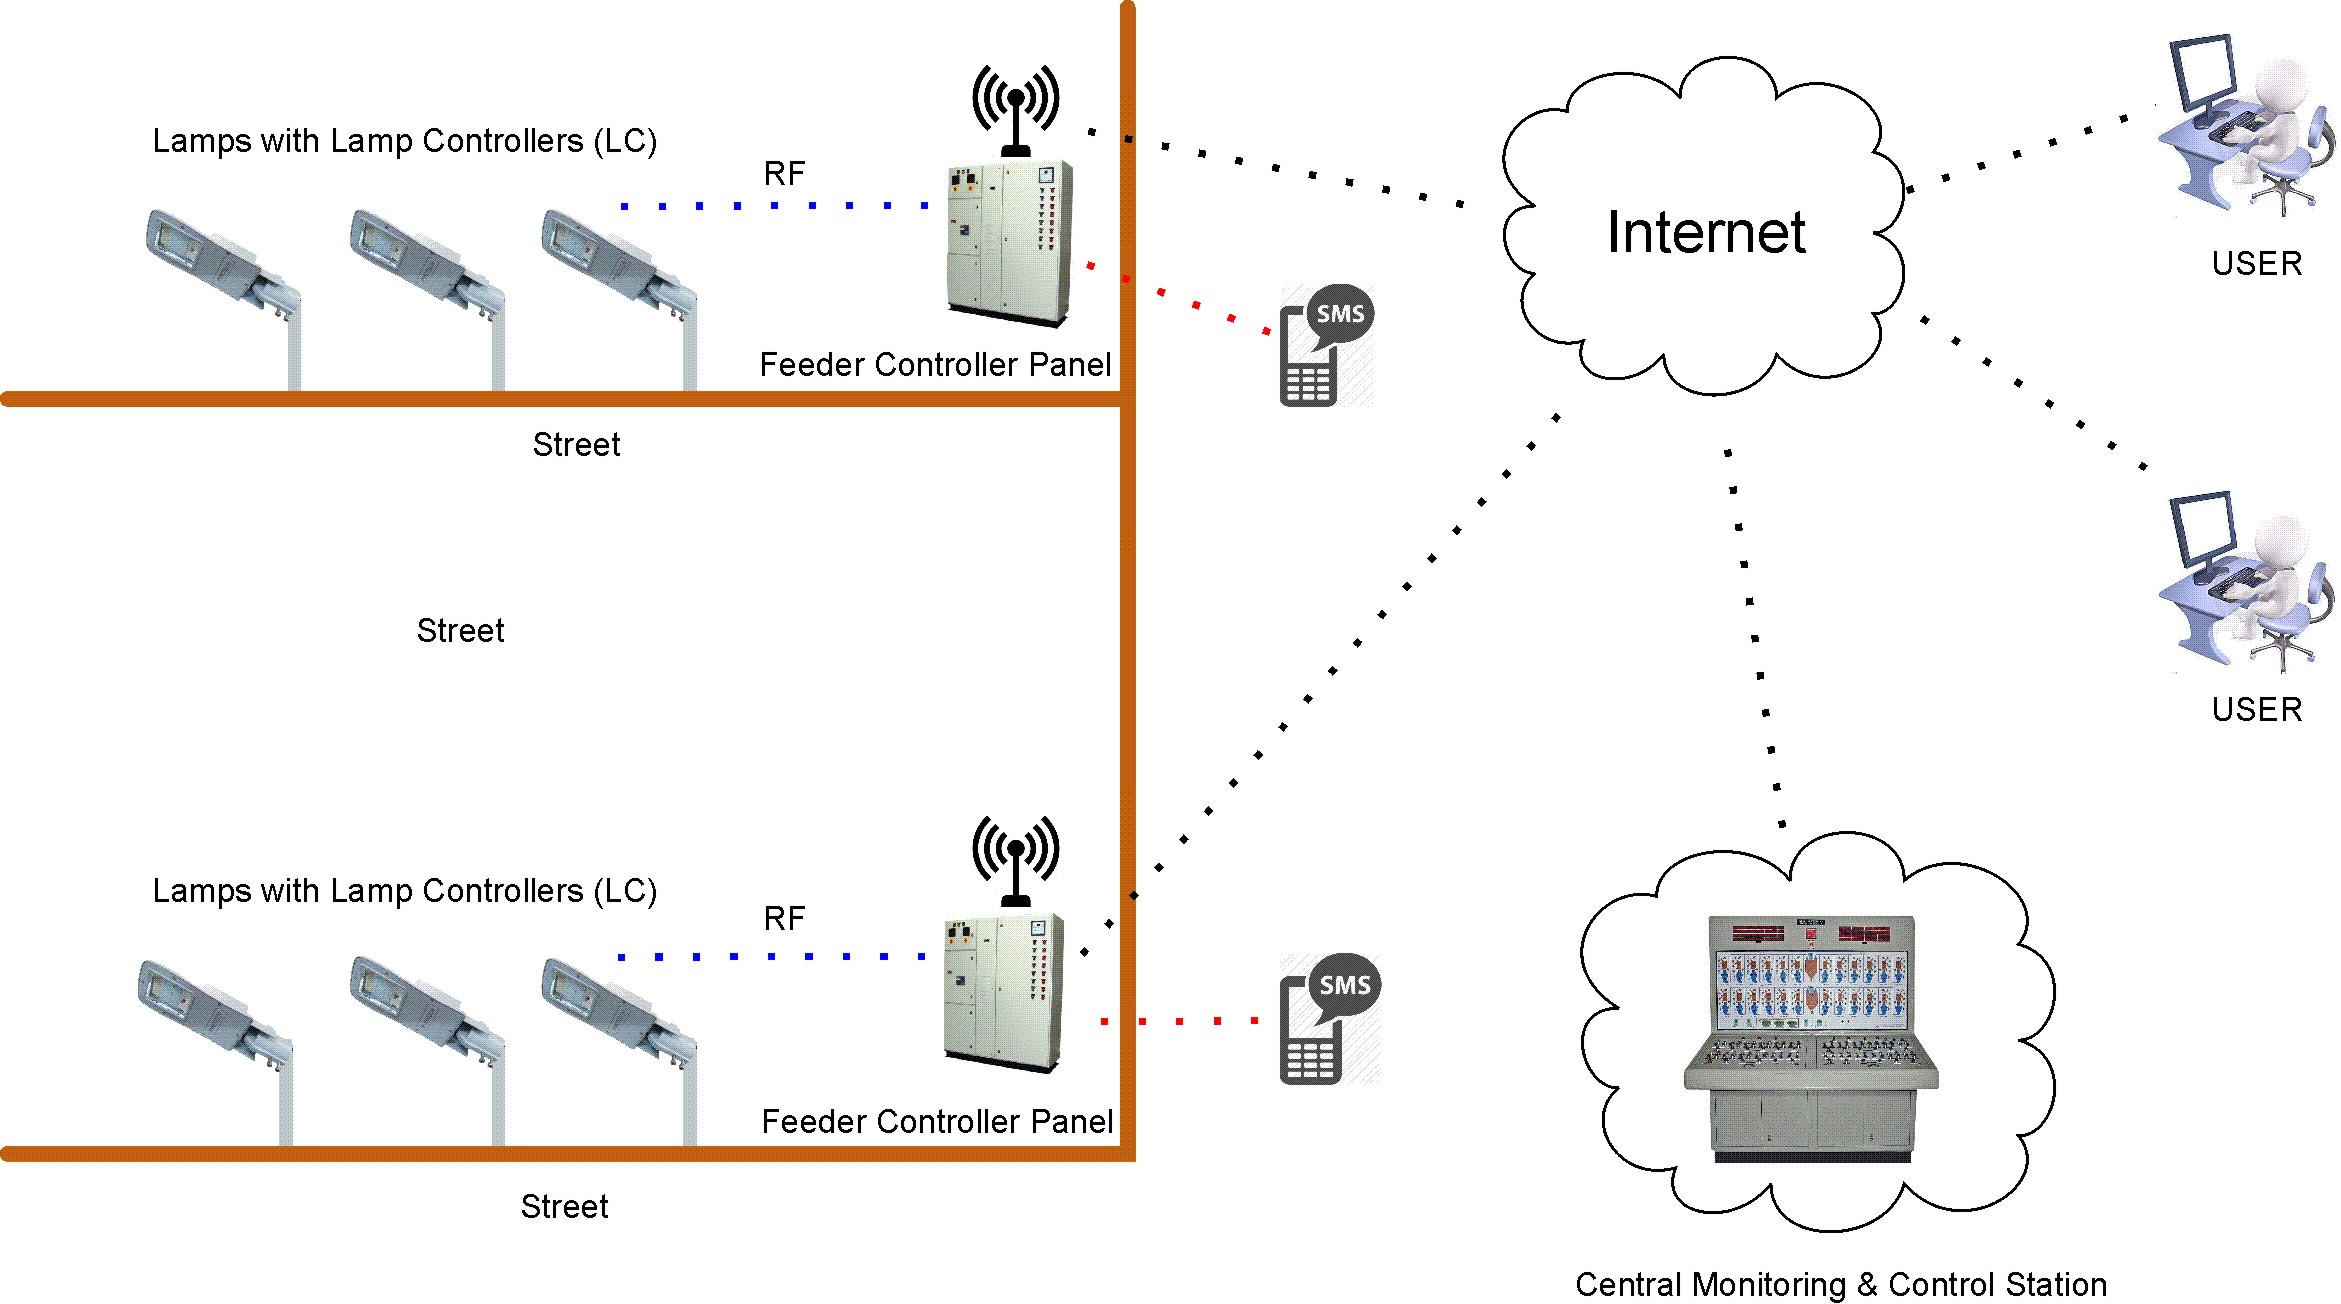 Lamps with Lamp Controllers (LC)
RF
Feeder Controller Panel
Street
SMS
Internet
USER
Street
USER
Lamps with Lamp Controllers (LC)
RF
Feeder Controller Panel
Street
SMS
Central Monitoring & Control Station